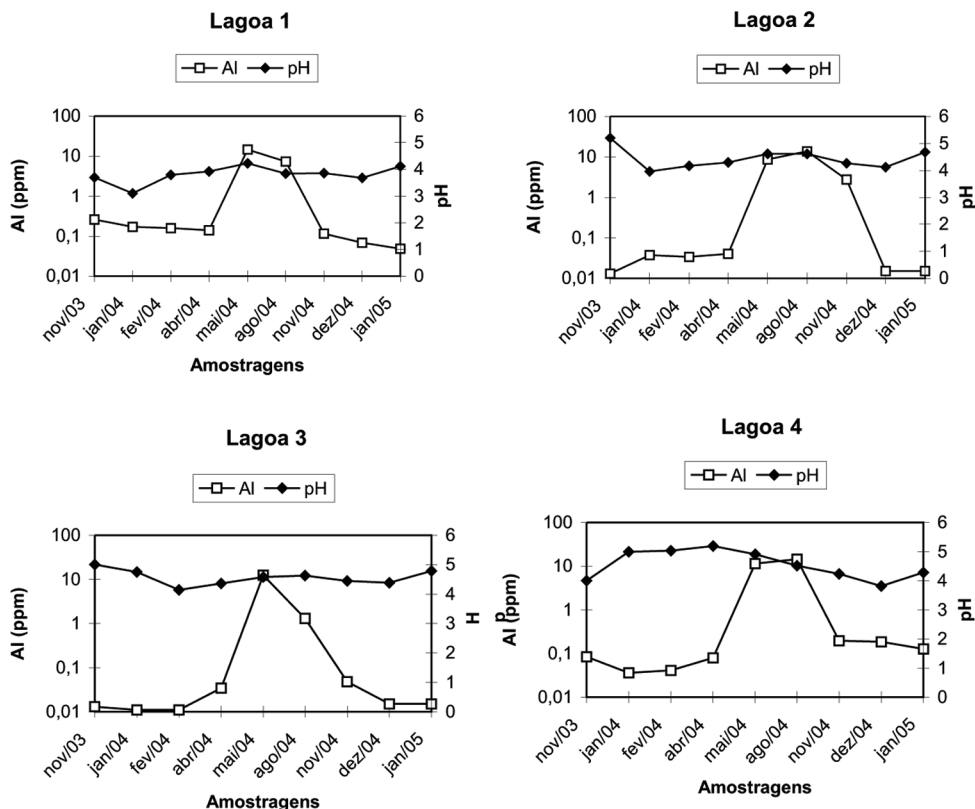 Lagoa 1
Al pH
100
10
1
0,1
0,01
Al (ppm)
6
5
4
3
2
1
0
pH
nov/03
jan/04
fev/04
abr/04
mai/04
ago/04
nov/04
dez/04
jan/05
Amostragens
Lagoa 2
Al pH
100
10
1
0,1
0,01
Al (ppm)
6
5
4
3
2
1
0
pH
nov/03
jan/04
fev/04
abr/04
mai/04
ago/04
nov/04
dez/04
jan/05
Amostragens
Lagoa 3
Al pH
100
10
1
0,1
0,01
Al (ppm)
6
5
4
3
2
1
0
H
p
nov/03
jan/04
fev/04
abr/04
mai/04
ago/04
nov/04
dez/04
jan/05
Amostragens
Lagoa 4
Al pH
100
10
1
0,1
0,01
Al (ppm)
6
5
4
3
2
1
0
pH
nov/03
jan/04
fev/04
abr/04
mai/04
ago/04
nov/04
dez/04
jan/05
Amostragens